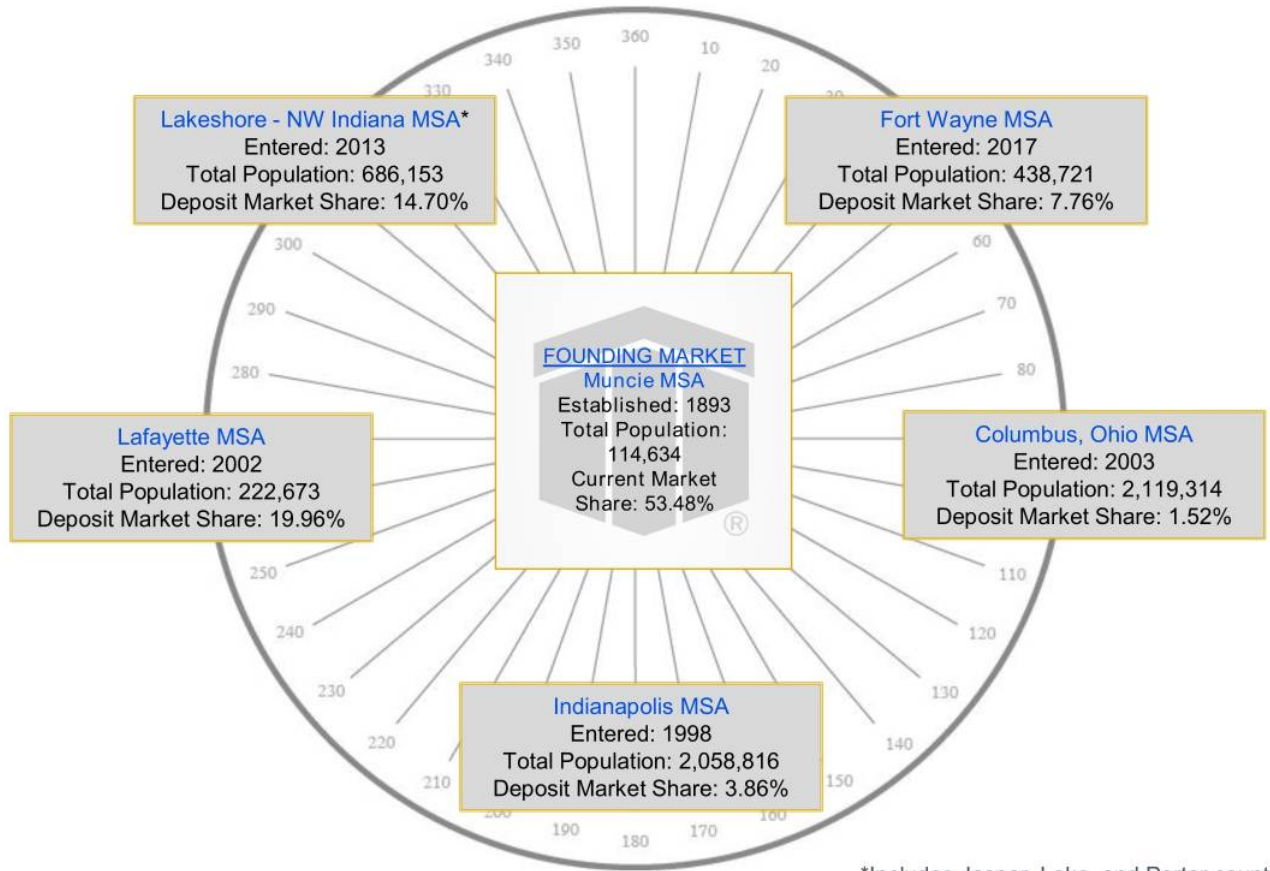 360
350
10
340
20
330
Lakeshore - NW Indiana MSA*
Entered: 2013
Total Population: 686,153
Deposit Market Share: 14.70%
Fort Wayne MSA
Entered: 2017
Total Population: 438,721
Deposit Market Share: 7.76%
300
60
290
70
280
80
FOUNDING MARKET
Muncie MSA
Established: 1893
Total Population:
114,634
Current Market
Share: 53.48%
®
Lafayette MSA
Entered: 2002
Total Population: 222,673
Deposit Market Share: 19.96%
Columbus, Ohio MSA
Entered: 2003
Total Population: 2,119,314
Deposit Market Share: 1.52%
250
110
240
120
230
130
220
140
210
150
Indianapolis MSA
Entered: 1998
Total Population: 2,058,816
Deposit Market Share: 3.86%
200
160
190
170
180